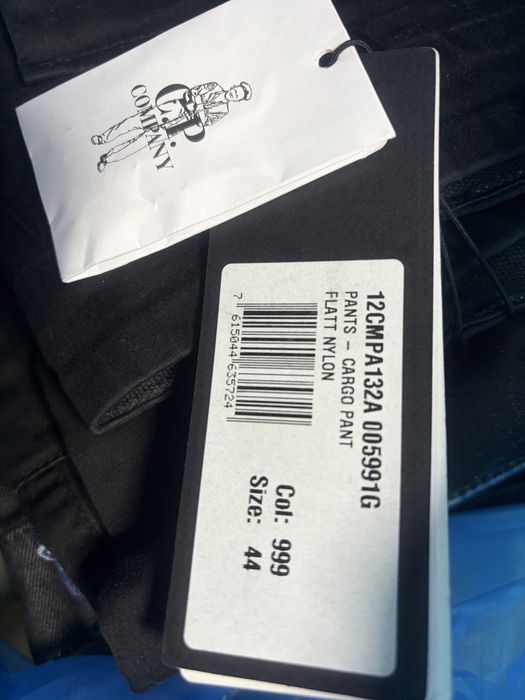 C.P.
COMPANY
12CMPA132A 005991G
PANTS - CARGO PANT
FLATT NYLON
7 615044 635724
Col: 999
Size: 44